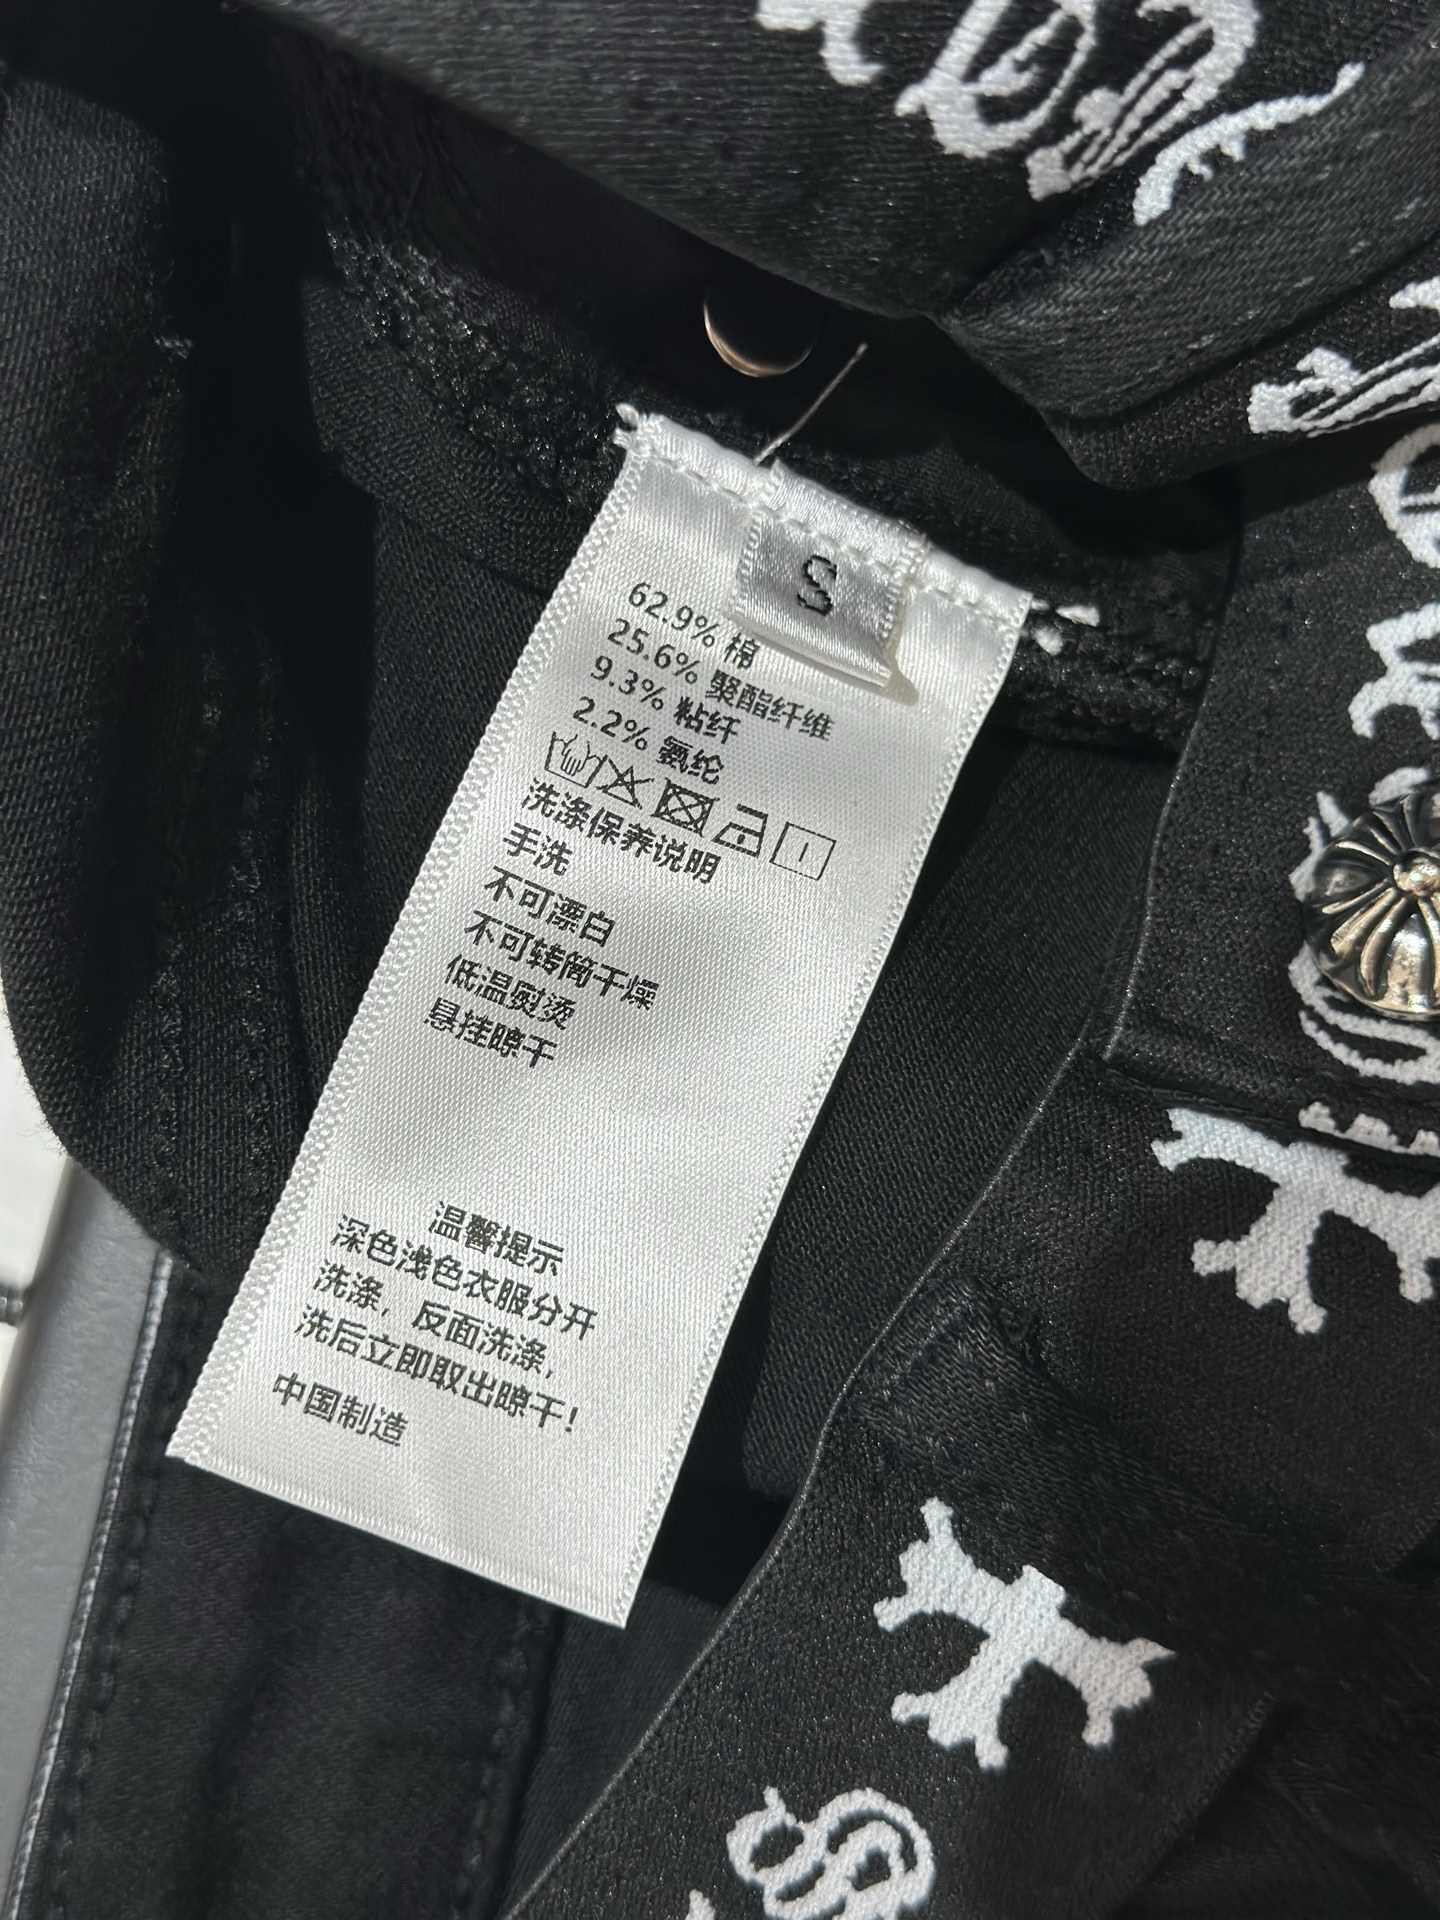 S
62.9% 棉
25.6% 聚酯纤维
9.3% 粘纤
2.2% 氨纶
洗涤保养说明
手洗
不可漂白
不可转筒干燥
低温熨烫
悬挂晾干
温馨提示
深色浅色衣服分开
洗涤，反面洗涤，
洗后立即取出晾干！
中国制造